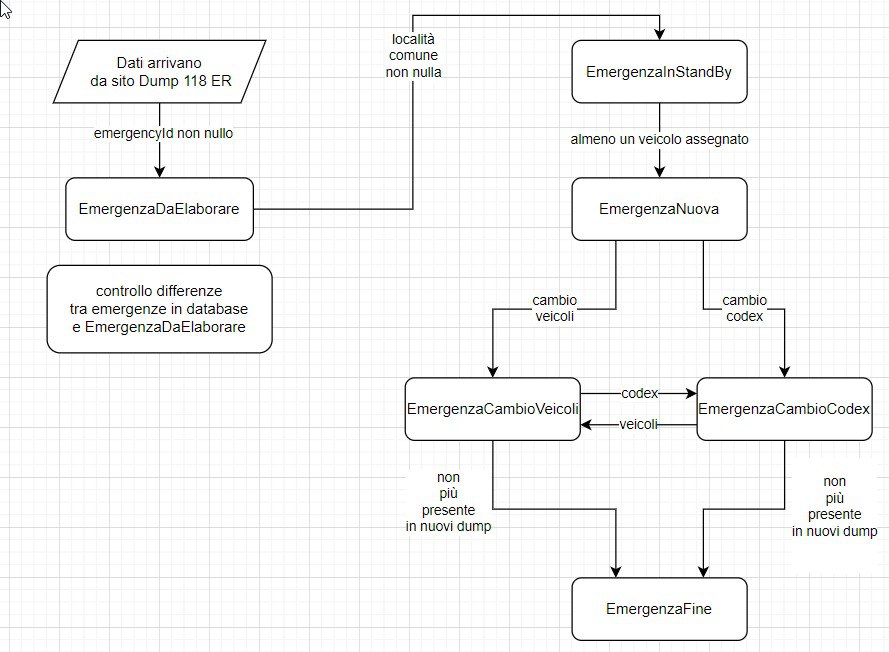 Dati arrivano
da sito Dump 118 ER
emergencyId non nullo
EmergenzaDaElaborare
controllo differenze
tra emergenze in database
e EmergenzaDaElaborare
località
comune
non nulla
EmergenzaInStandBy
almeno un veicolo assegnato
EmergenzaNuova
cambio
veicoli
cambio
codex
EmergenzaCambioVeicoli
codex
veicoli
EmergenzaCambioCodex
non
più
presente
in nuovi dump
non
più
presente
in nuovi dump
EmergenzaFine